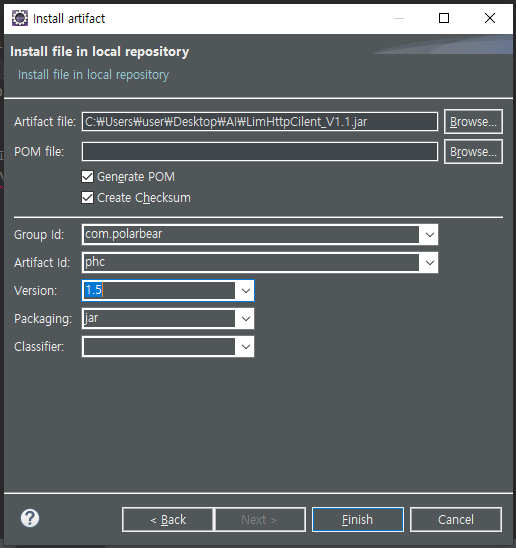 Install artifact
Install file in local repository
Install file in local repository
Artifact file: C:₩Users₩user₩Desktop₩AI₩LimHttpCilent_V1.1.jar Browse...
POM file: Browse...
Generate POM
Create Checksum
Group Id: com.polarbear
Artifact Id: phc
Version: 1.5
Packaging: jar
Classifier:
? < Back Next > Finish Cancel